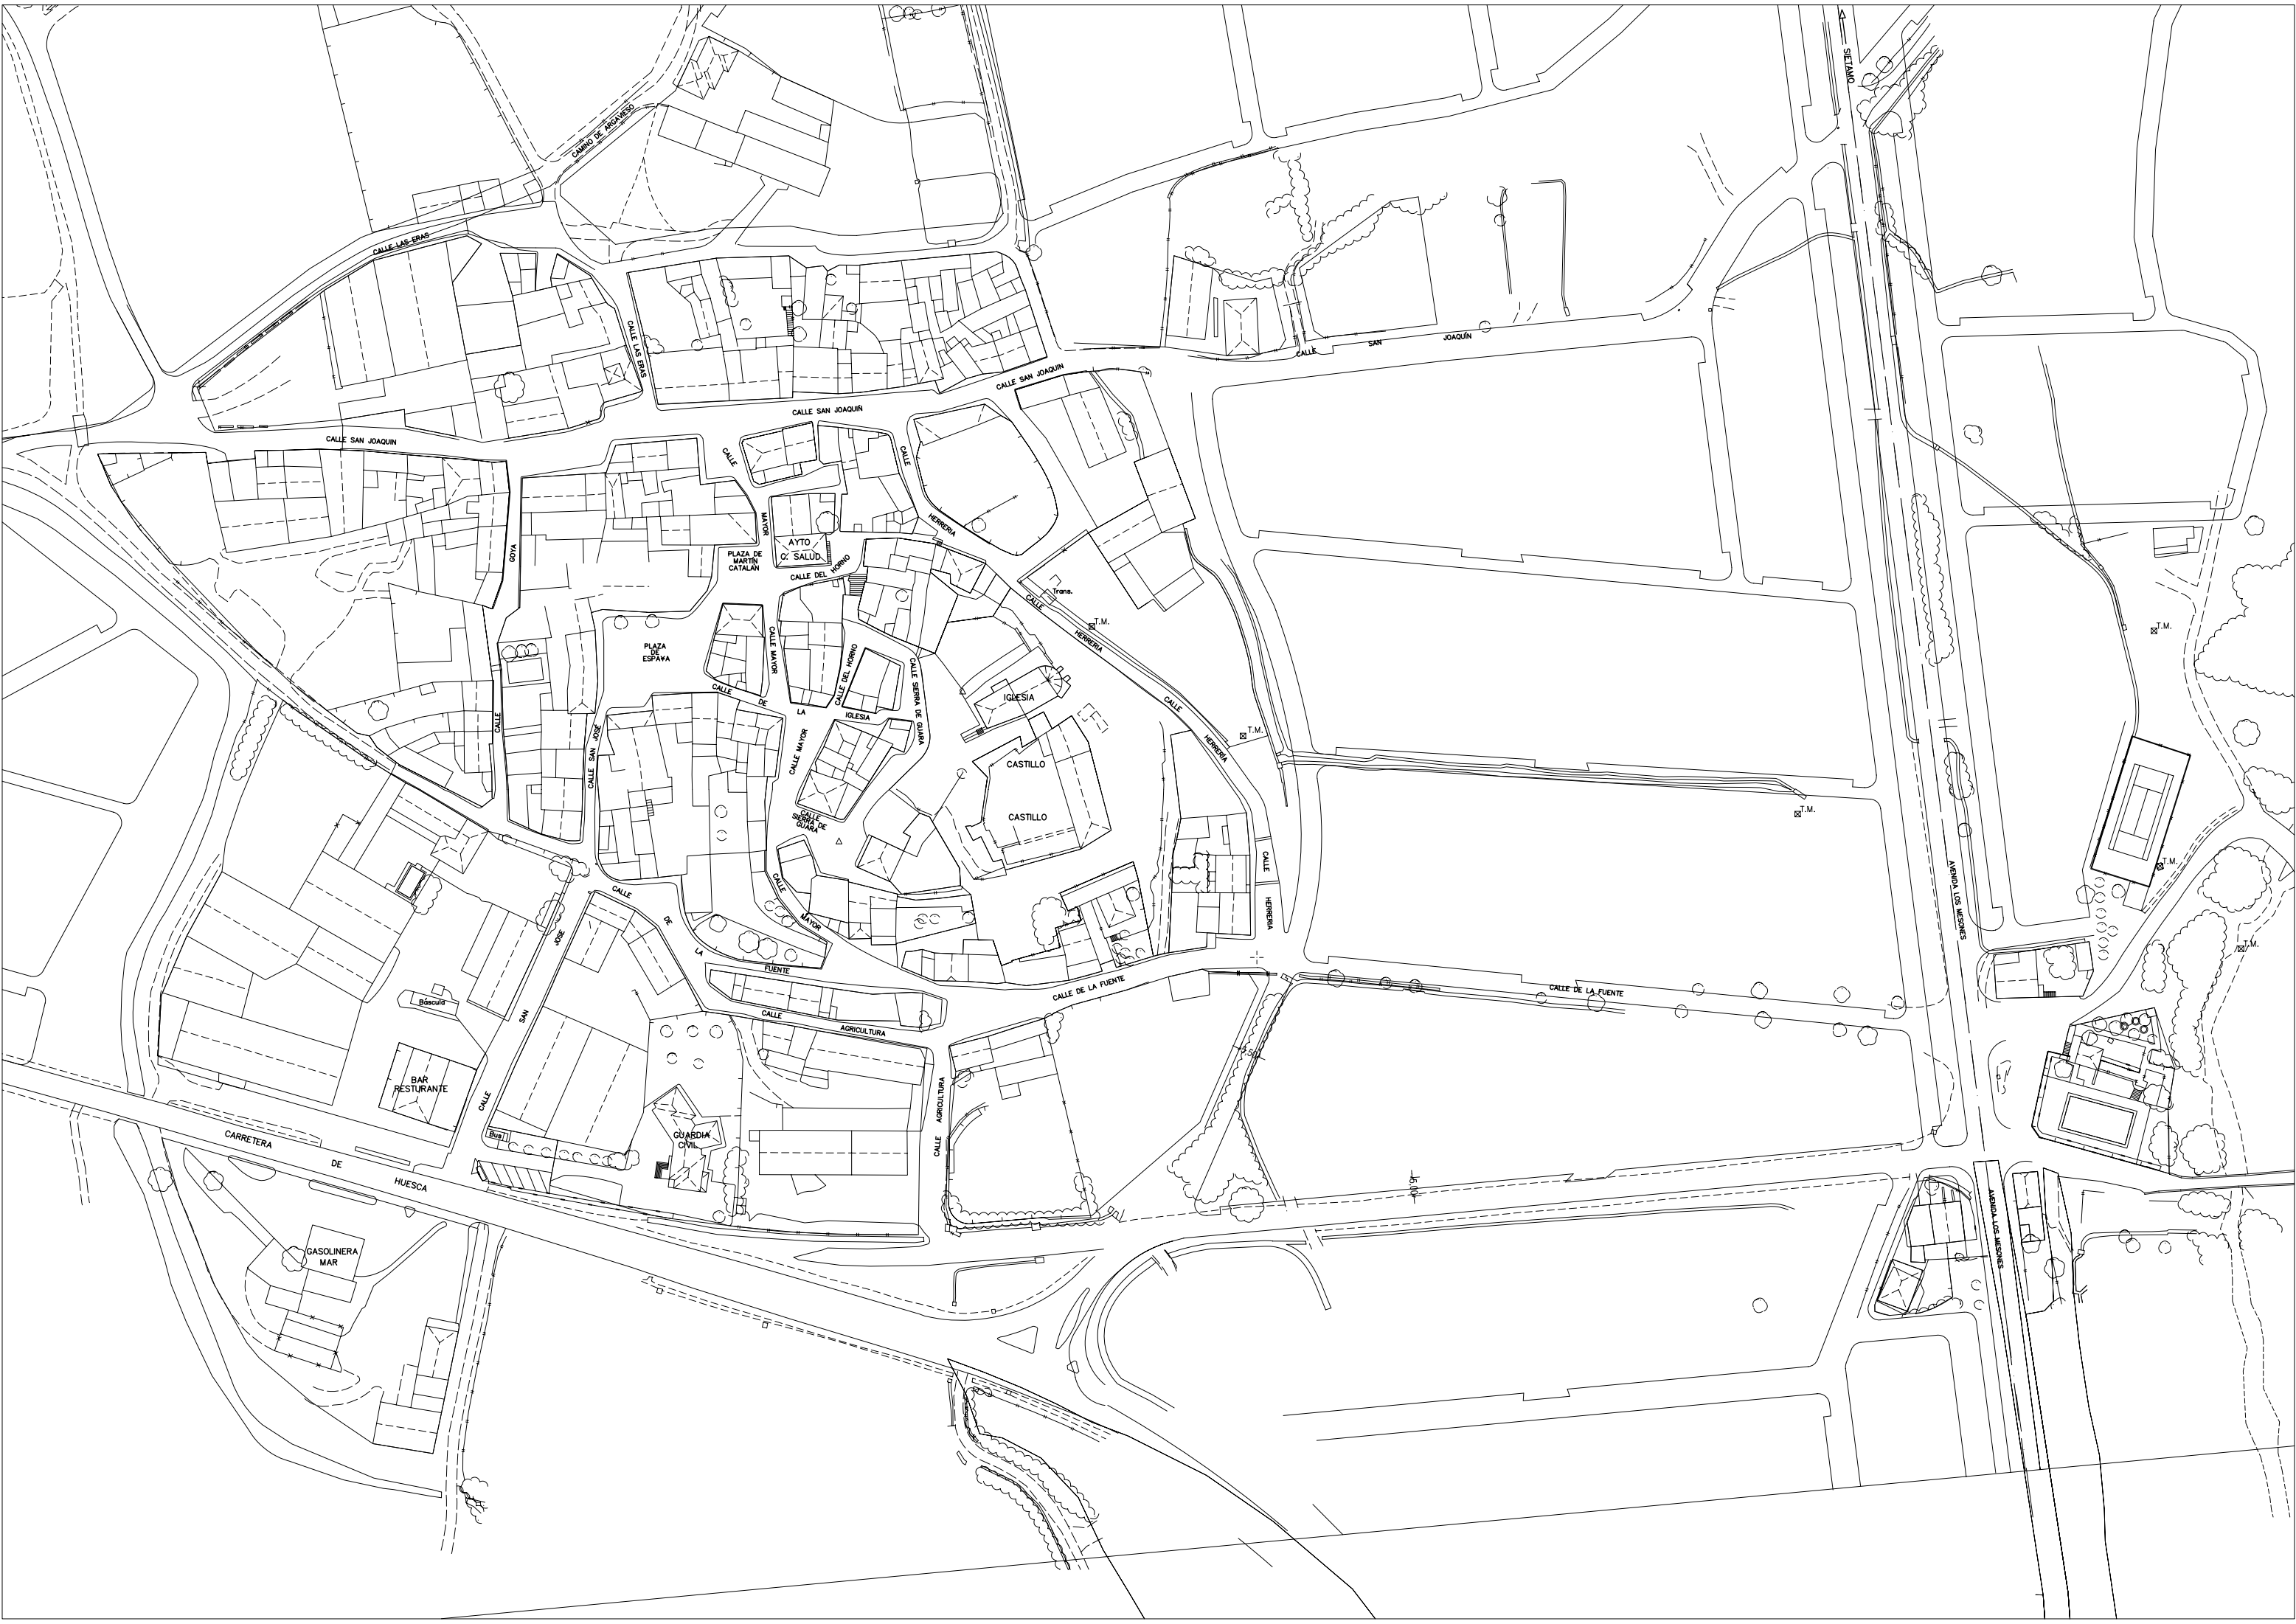 SIETAMO
CAMINO DE ARGAVIESO
CALLE LAS ERAS
CALLE LAS ERAS
CALLE SAN JOAQUÍN
CALLE SAN JOAQUIN
CALLE SAN JOAQUIÑ
CALLE SAN JOAQUIN
CALLE
MAYOR
CALLE
HERRERIA
GOYA
CALLE
AYTO
C. SALUD
PLAZA DE
MARTÍN
CATALÁN
CALLE DEL HORNO
Trans.
CALLE
HERRERIA
T.M.
T.M.
PLAZA
DE
ESPA¥A
CALLE MAYOR
CALLE DEL HORNO
CALLE SIERRA DE GUARA
IGLESIA
CALLE
DE
LA
IGLESIA
CALLE
HERRERÍA
T.M.
CALLE SAN JOSÉ
CALLE MAYOR
CASTILLO
CASTILLO
CALLE
SIERRA DE
GUARA
T.M.
T.M.
CALLE
HERRERIA
CALLE
MAYOR
AVENIDA LOS MESONES
T.M.
CALLE
DE
LA
FUENTE
CALLE DE LA FUENTE
CALLE DE LA FUENTE
CALLE
SAN
JOSE
Báscula
CALLE
AGRICULTURA
CALLE AGRICULTURA
BAR
RESTURANTE
Bus
GUARDIA
CIVIL
CARRETERA
DE
HUESCA
AVENIDA LOS MESONES
GASOLINERA
MAR